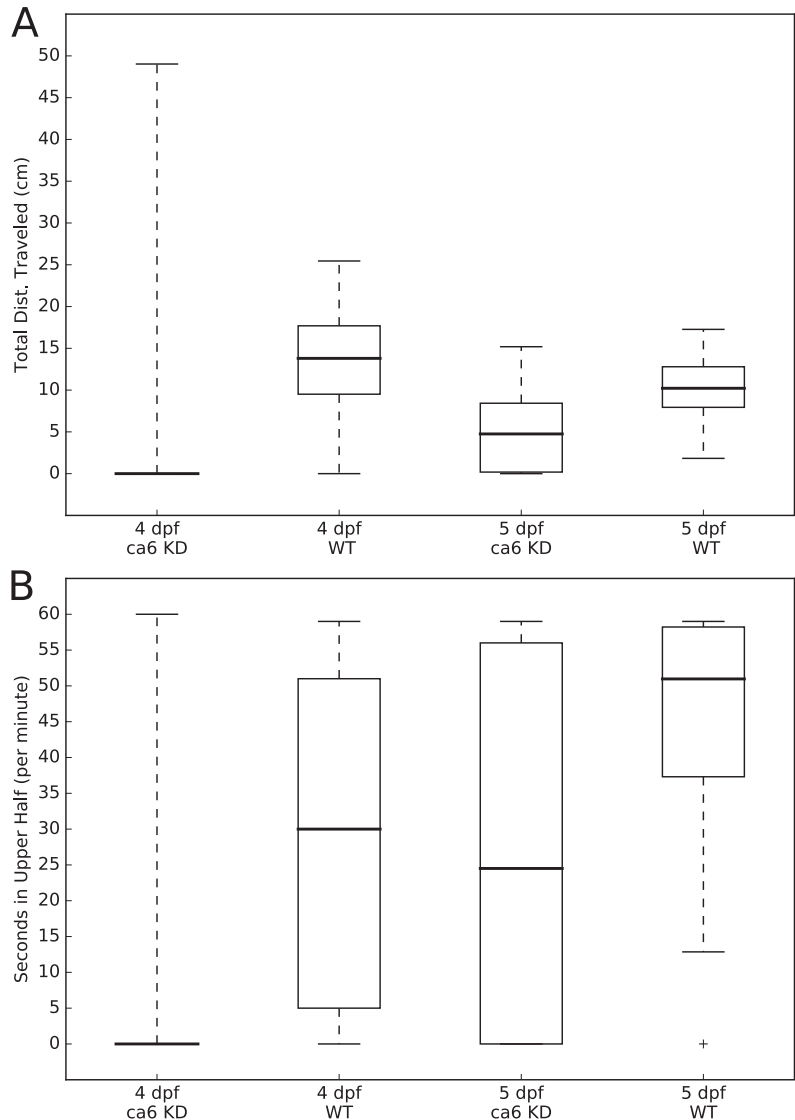 A
Total Dist. Traveled (cm)
50
45
40
35
30
25
20
15
10
5
0
4 dpf
ca6 KD
4 dpf
WT
5 dpf
ca6 KD
5 dpf
WT
B
Seconds in Upper Half (per minute)
60
55
50
45
40
35
30
25
20
15
10
5
0
4 dpf
ca6 KD
4 dpf
WT
5 dpf
ca6 KD
5 dpf
WT